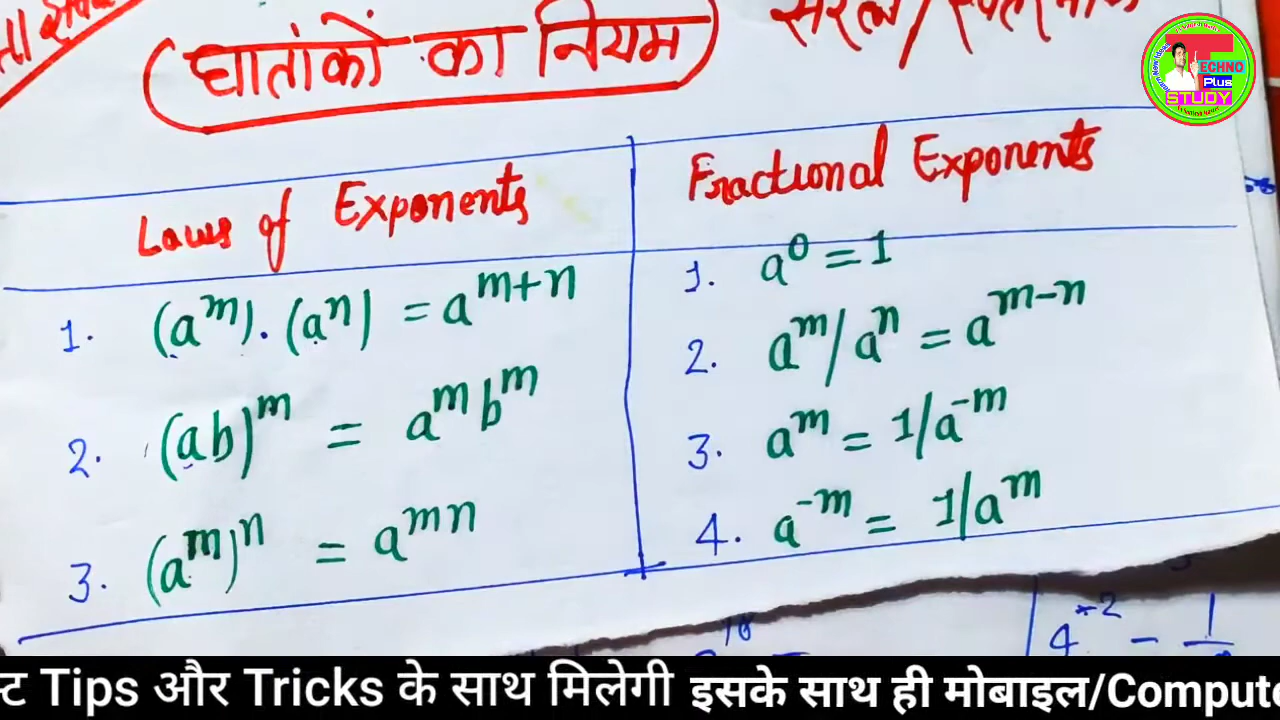 घातांकों का नियम
ECHNO
Plus
STUDY
Laws of Exponents
1. (a^m).(a^n) = a^m+n
2. (ab)^m = a^m b^m
3. (a^m)^n = a^mn
Fractional Exponents
1. a^0 = 1
2. a^m/a^n = a^m-n
3. a^m = 1/a^-m
4. a^-m = 1/a^m
Tips और Tricks के साथ मिलेगी इसके साथ ही मोबाइल/Compute